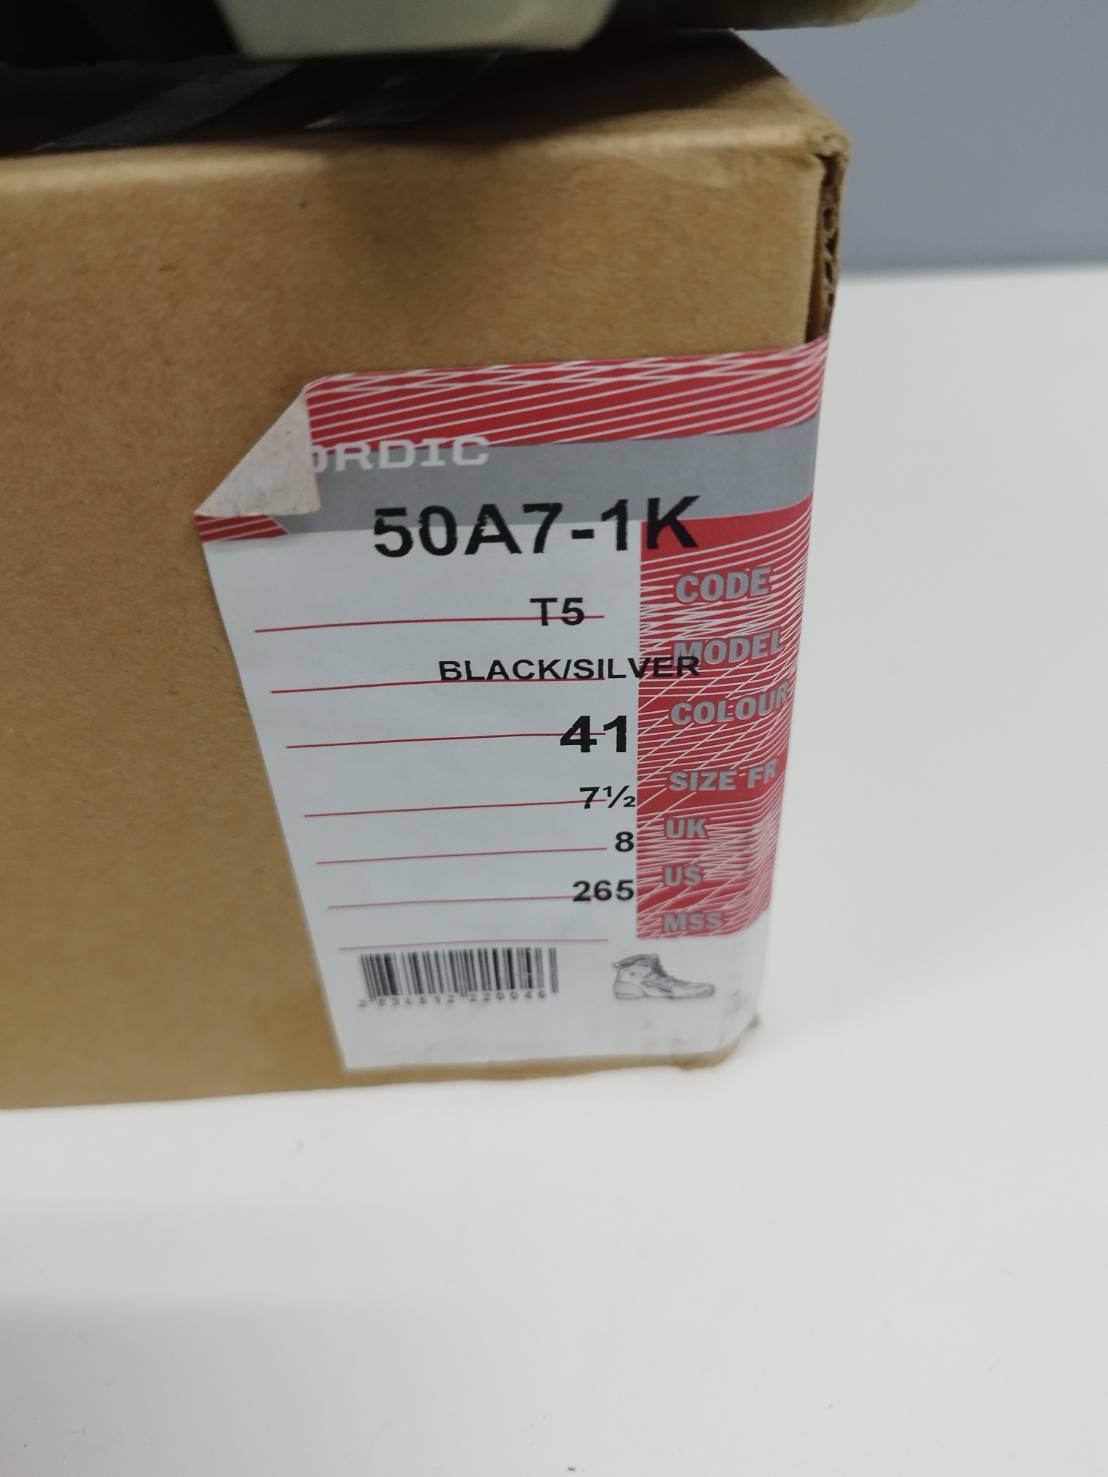 ORDIC
50A7-1K
CODE
T5
MODEL
BLACK/SILVER
COLOUR
41
SIZE FR
7½
UK
8
US
265
MSS